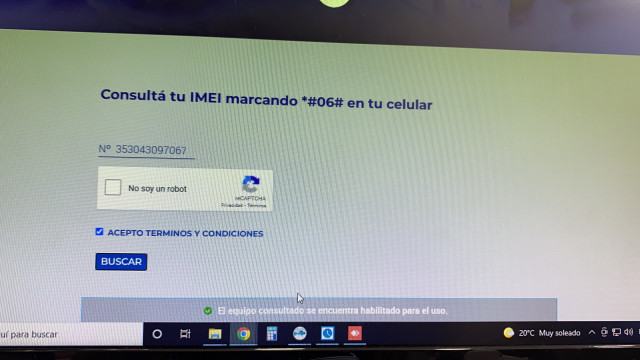 Consultá tu IMEI marcando *#06# en tu celular
Nº 353043097067
No soy un robot
reCAPTCHA
Privacidad - Términos
ACEPTO TERMINOS Y CONDICIONES
BUSCAR
El equipo consultado se encuentra habilitado para el uso.
uí para buscar
20°C Muy soleado